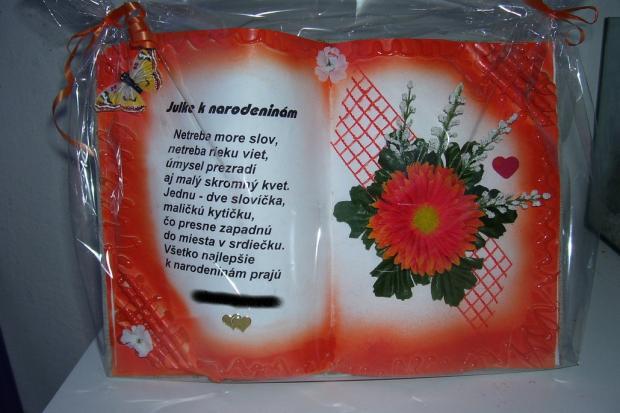 Julke k narodeninám
Netreba more slov,
netreba rieku viet,
úmysel prezradí
aj malý skromný kvet.
Jednu - dve slovíčka,
maličkú kytičku,
čo presne zapadnú
do miesta v srdiečku.
Všetko najlepšie
k narodeninám prajú